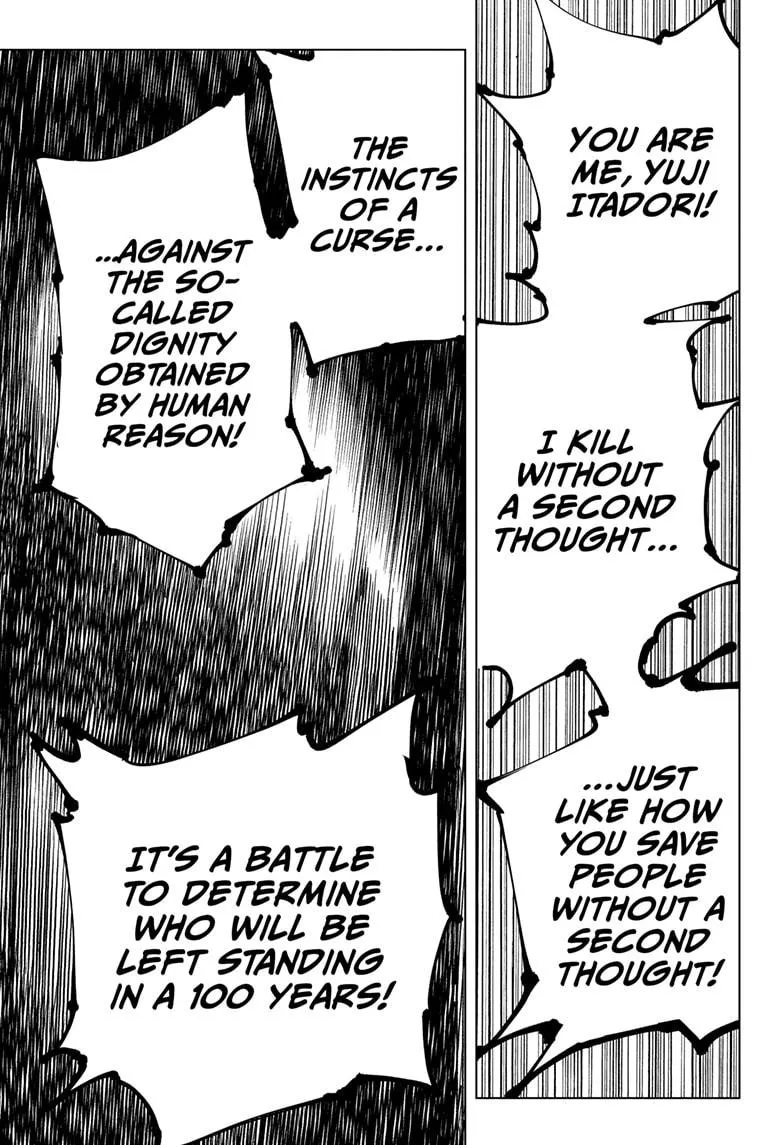 YOU ARE
ME, YUJI
ITADORI!
I KILL
WITHOUT
A SECOND
THOUGHT...
...JUST
LIKE HOW
YOU SAVE
PEOPLE
WITHOUT A
SECOND
THOUGHT!
THE
INSTINCTS
OF A
CURSE...
...AGAINST
THE SO-
CALLED
DIGNITY
OBTAINED
BY HUMAN
REASON!
IT'S A BATTLE
TO DETERMINE
WHO WILL BE
LEFT STANDING
IN A 100 YEARS!